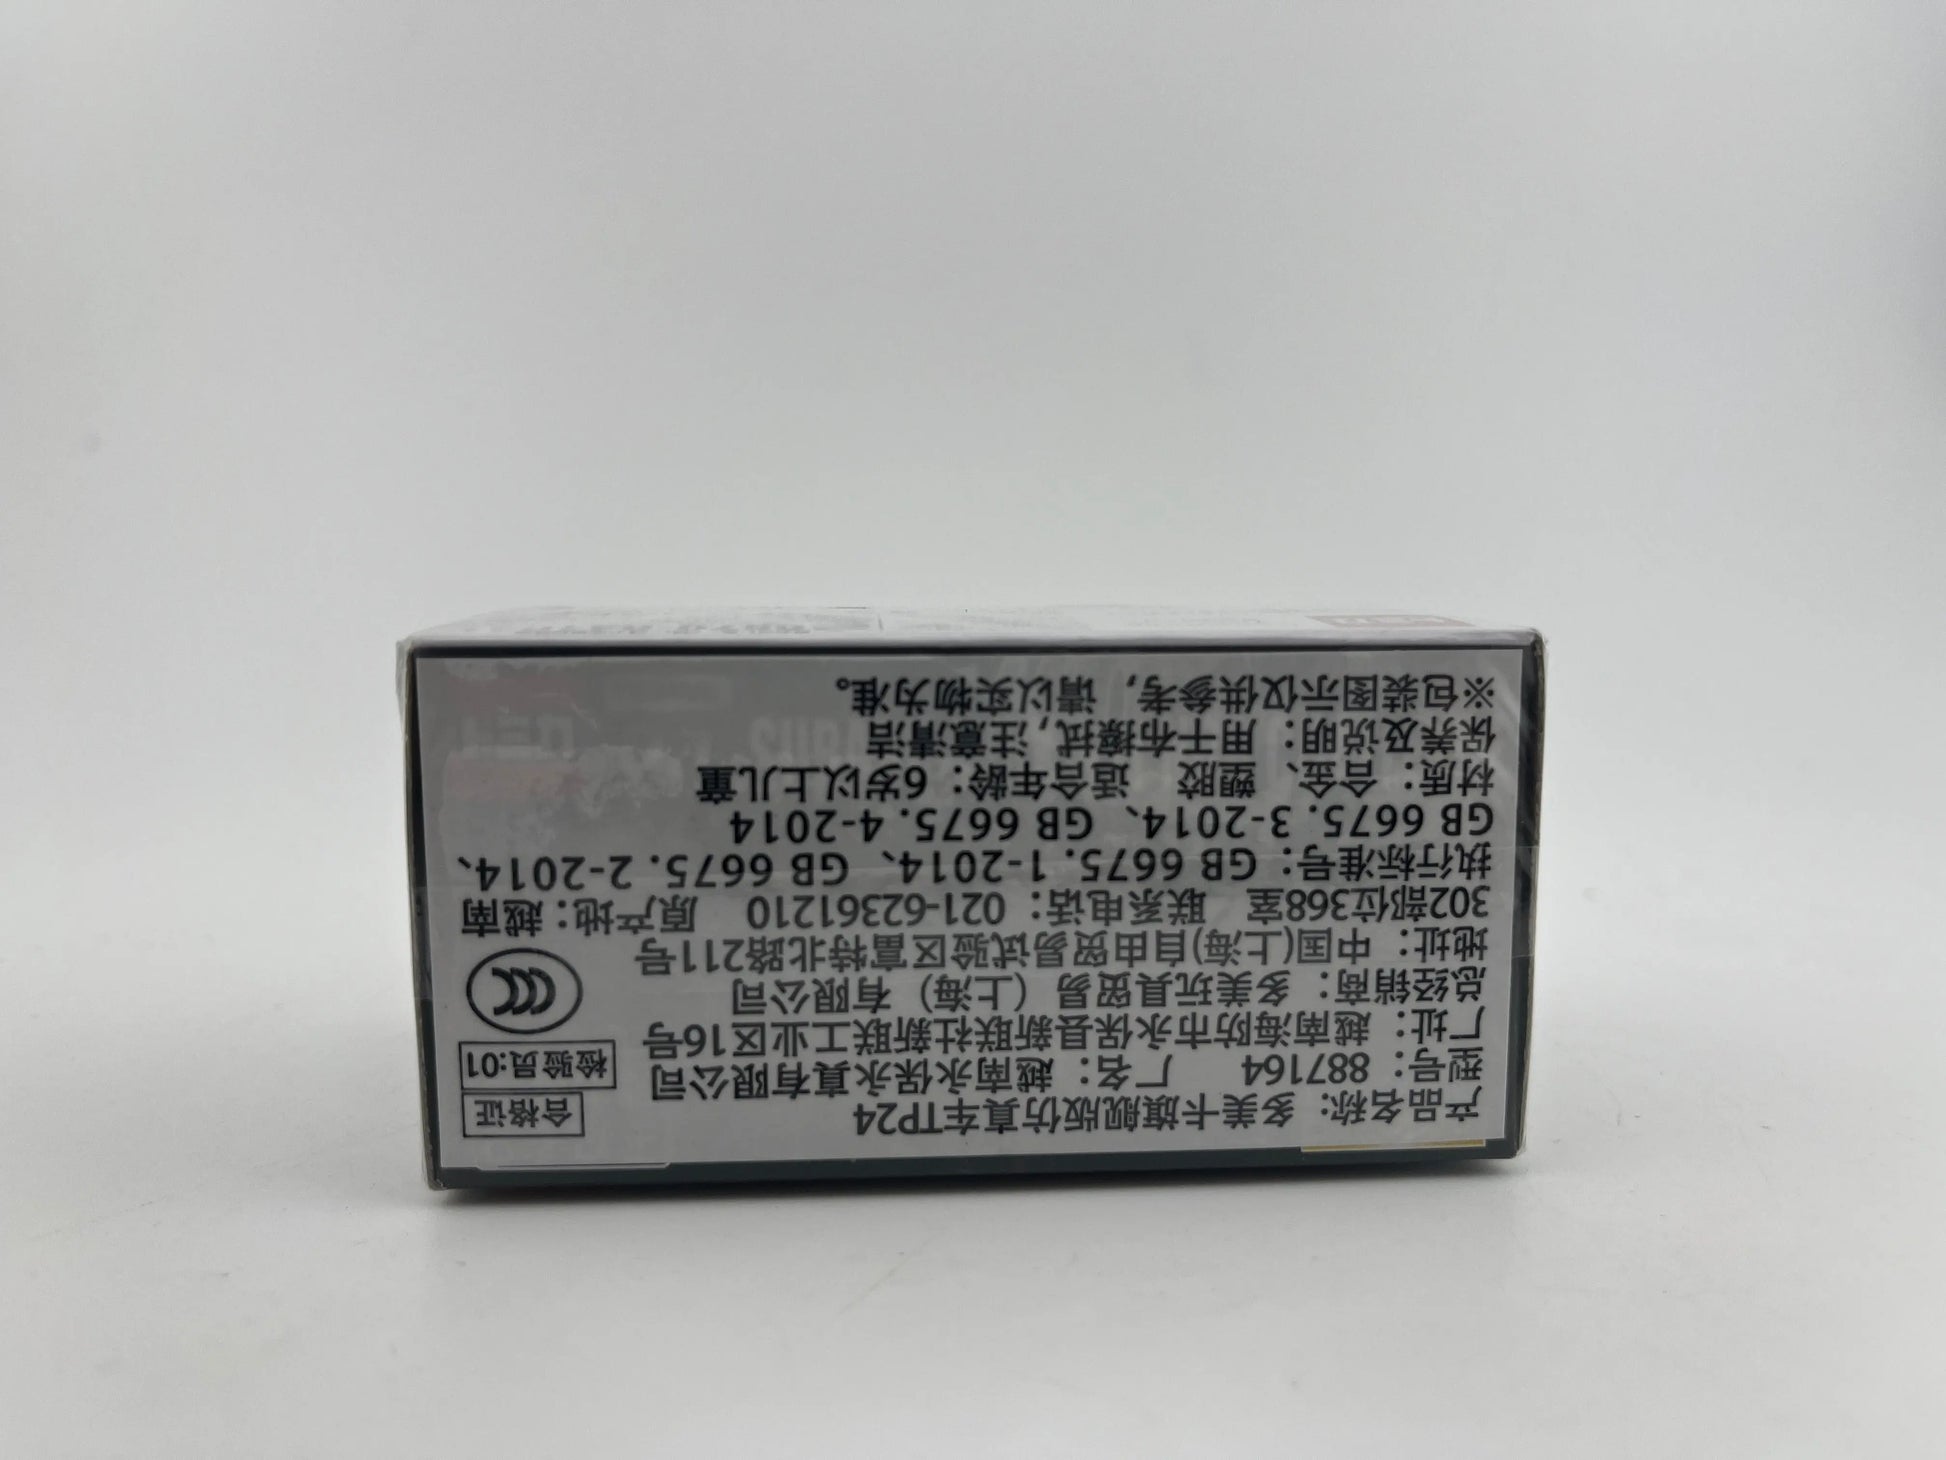 产品名称：多美卡旗舰版仿真车TP24
合格证
型号：887164 厂名：越南永保永真有限公司
检验员:01
厂址：越南海防市永保县新联社新联工业区16号
总经销商：多美玩具贸易（上海）有限公司
CCC
地址：中国(上海)自由贸易试验区富特北路211号
302部位368室 联系电话：021-62361210 原产地：越南
执行标准号：GB 6675.1-2014、GB 6675.2-2014、
GB 6675.3-2014、GB 6675.4-2014
材质：合金、塑胶 适合年龄：6岁以上儿童
保养及说明：用干布擦拭,注意清洁
※包装图示仅供参考，请以实物为准。